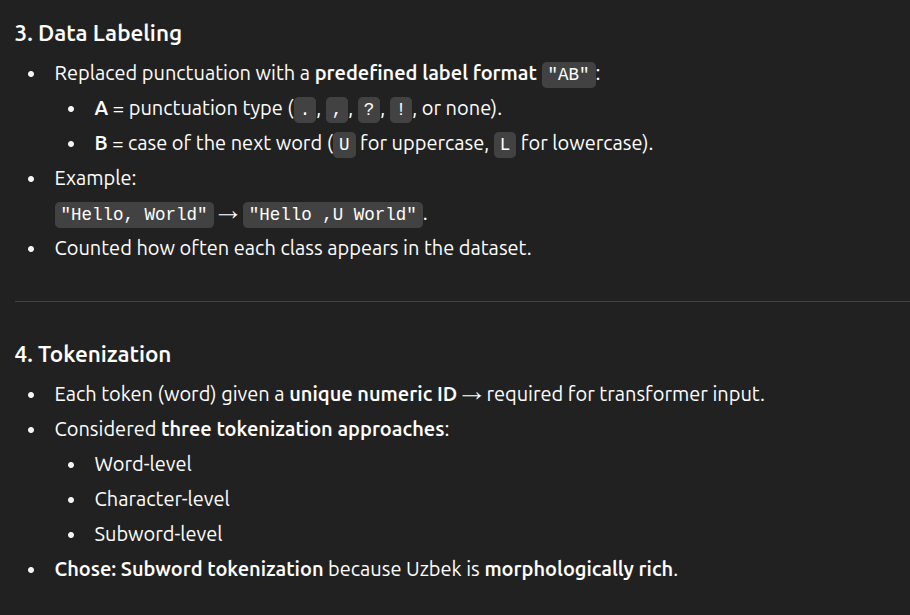 3. Data Labeling
• Replaced punctuation with a predefined label format "AB":
• A = punctuation type (., ,, ?, !, or none).
• B = case of the next word (U for uppercase, L for lowercase).
• Example:
"Hello, World" → "Hello ,U World".
• Counted how often each class appears in the dataset.
4. Tokenization
• Each token (word) given a unique numeric ID → required for transformer input.
• Considered three tokenization approaches:
• Word-level
• Character-level
• Subword-level
• Chose: Subword tokenization because Uzbek is morphologically rich.